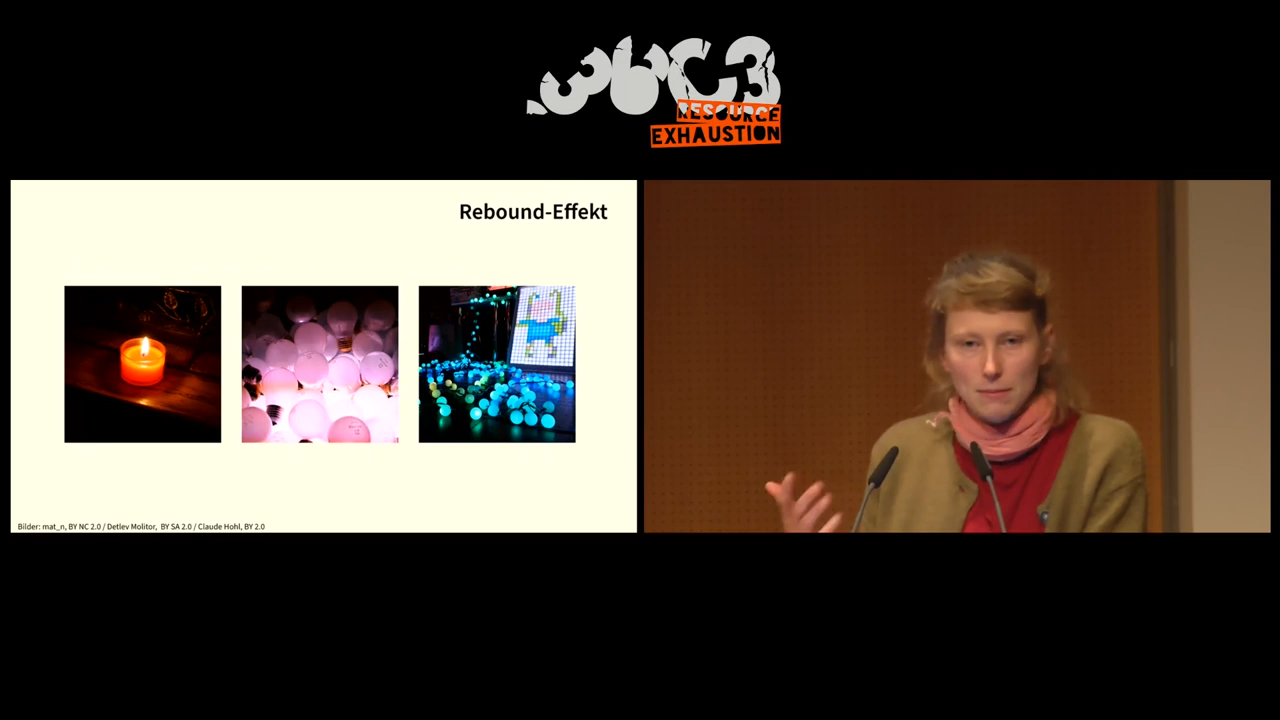 36C3
RESOURCE
EXHAUSTION
Rebound-Effekt
Bilder: mat_n, BY NC 2.0 / Detlev Molitor, BY SA 2.0 / Claude Hohl, BY 2.0